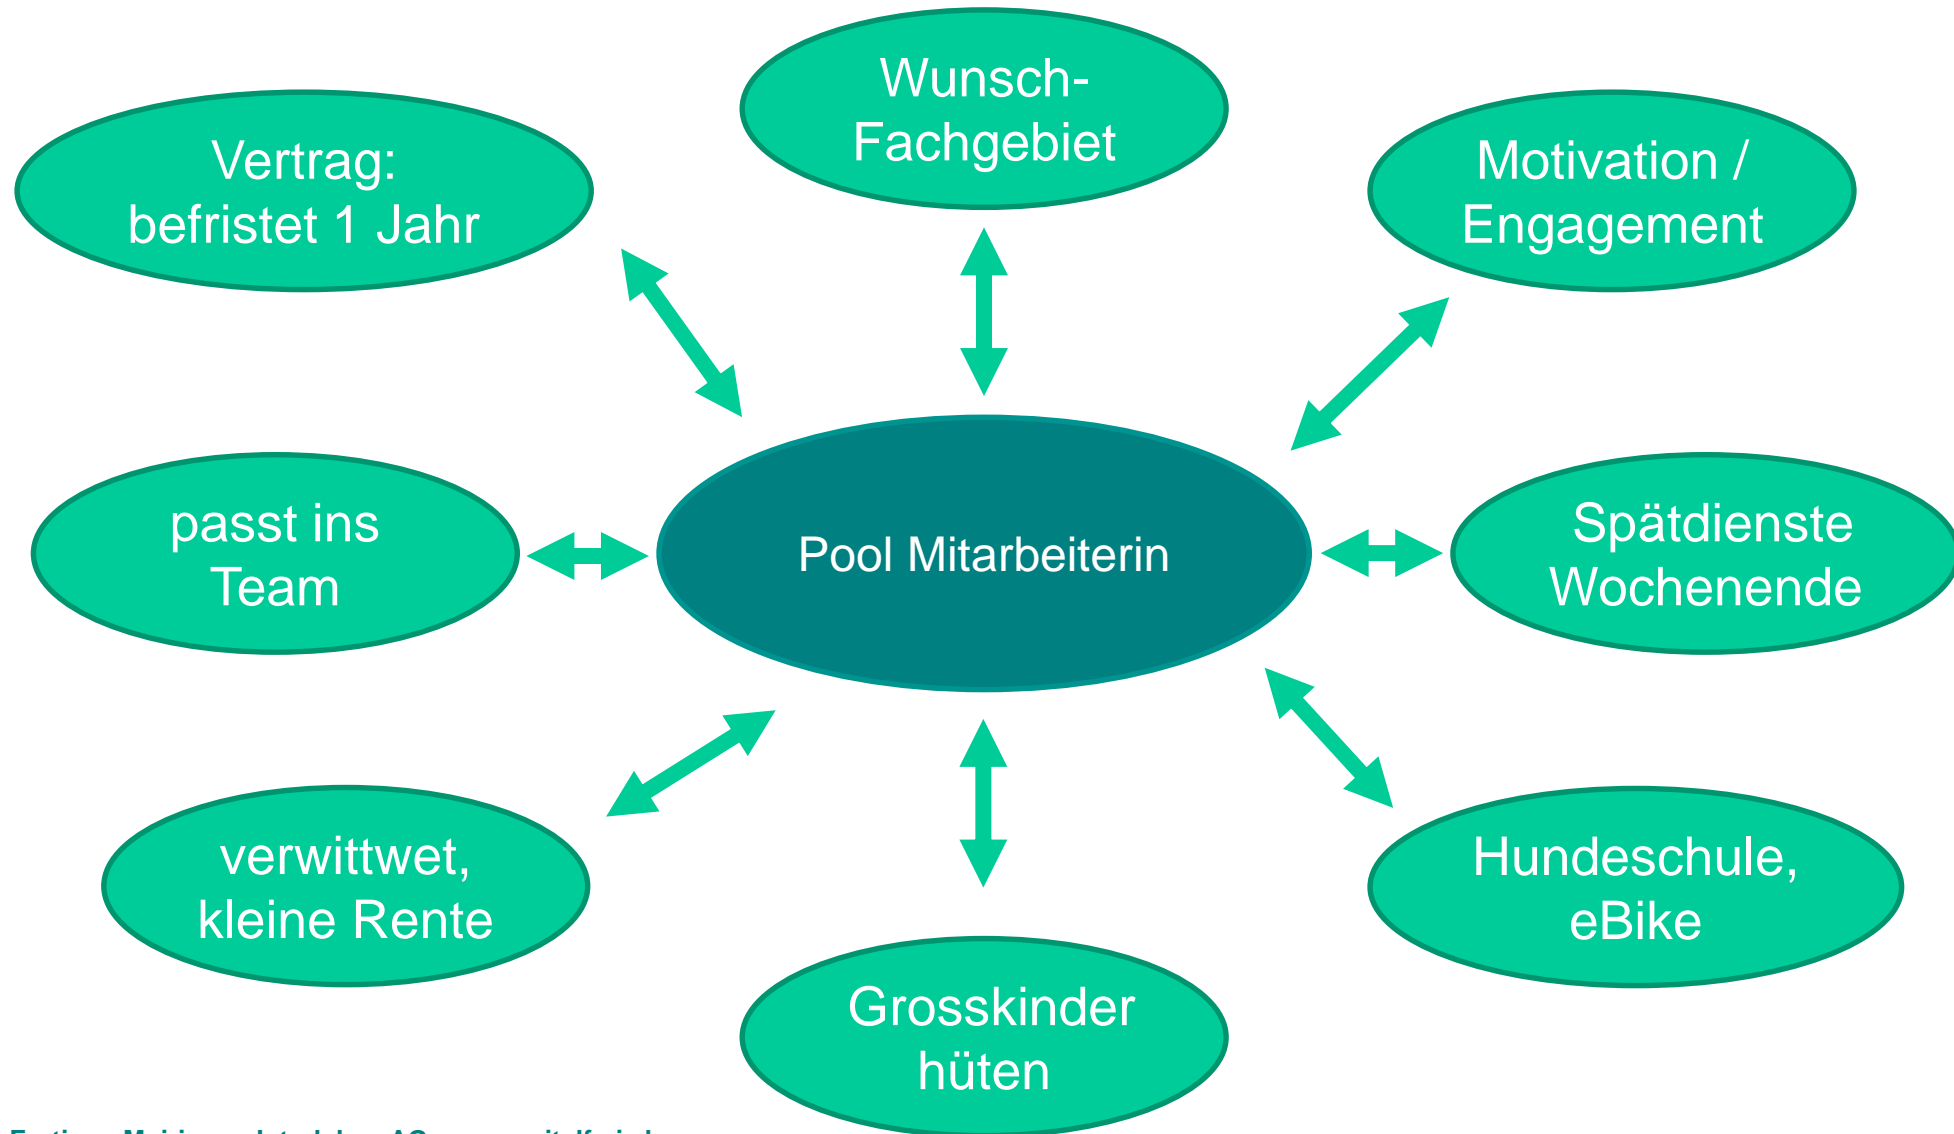 Wunsch-
Fachgebiet
Vertrag:
befristet 1 Jahr
Motivation /
Engagement
passt ins
Team
Pool Mitarbeiterin
Spätdienste
Wochenende
verwittwet,
kleine Rente
Hundeschule,
eBike
Grosskinder
hüten